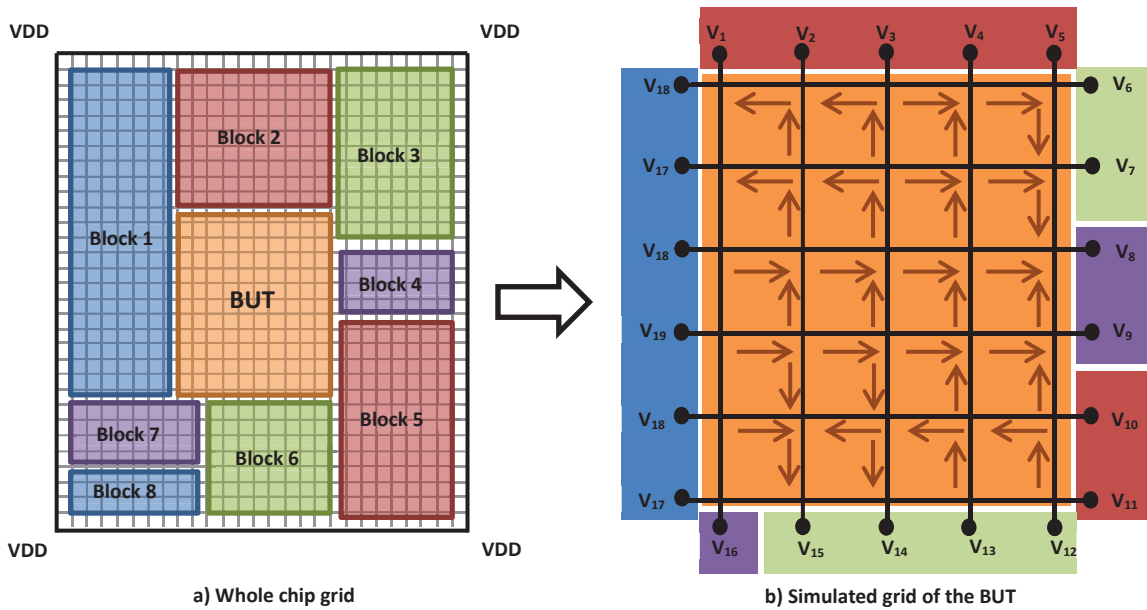 VDD
VDD
Block 1
Block 2
Block 3
BUT
Block 4
Block 5
Block 6
Block 7
Block 8
VDD
VDD
a) Whole chip grid
V1
V2
V3
V4
V5
V18
V6
V17
V7
V18
V8
V19
V9
V18
V10
V17
V11
V16
V15
V14
V13
V12
b) Simulated grid of the BUT